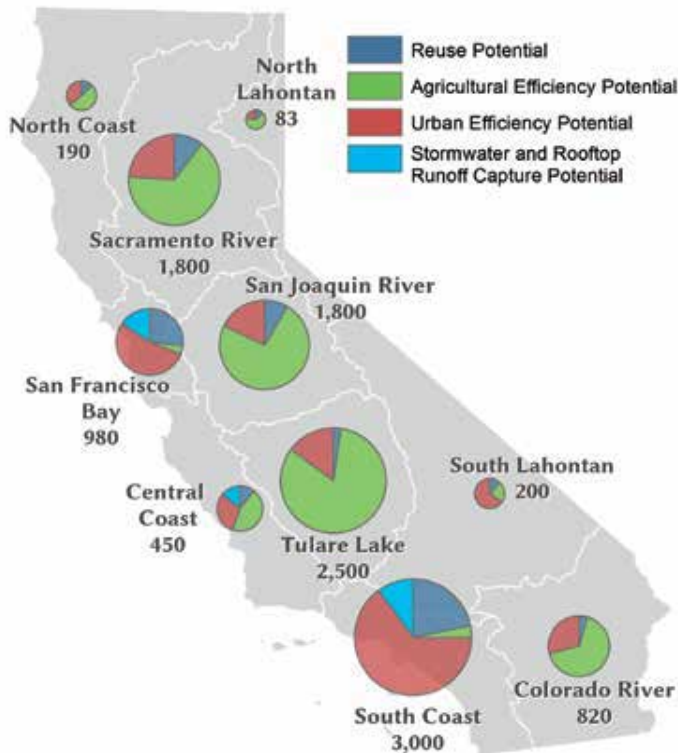 Reuse Potential
Agricultural Efficiency Potential
Urban Efficiency Potential
Stormwater and Rooftop
Runoff Capture Potential
North
Lahontan
83
North Coast
190
Sacramento River
1,800
San Joaquin River
1,800
San Francisco
Bay
980
South Lahontan
200
Central
Coast
450
Tulare Lake
2,500
Colorado River
820
South Coast
3,000